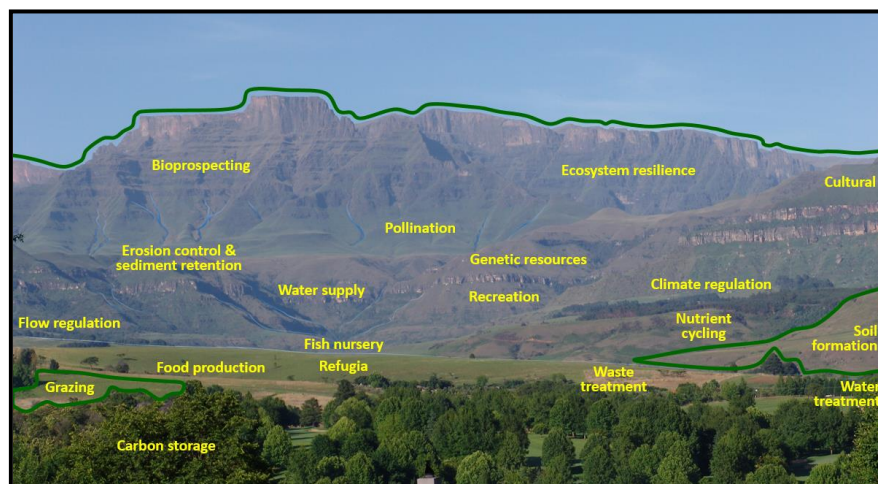 Bioprospecting
Ecosystem resilience
Cultural
Pollination
Erosion control &
sediment retention
Genetic resources
Water supply
Recreation
Climate regulation
Flow regulation
Nutrient
cycling
Soil
formation
Fish nursery
Food production
Refugia
Waste
treatment
Grazing
Water
treatment
Carbon storage